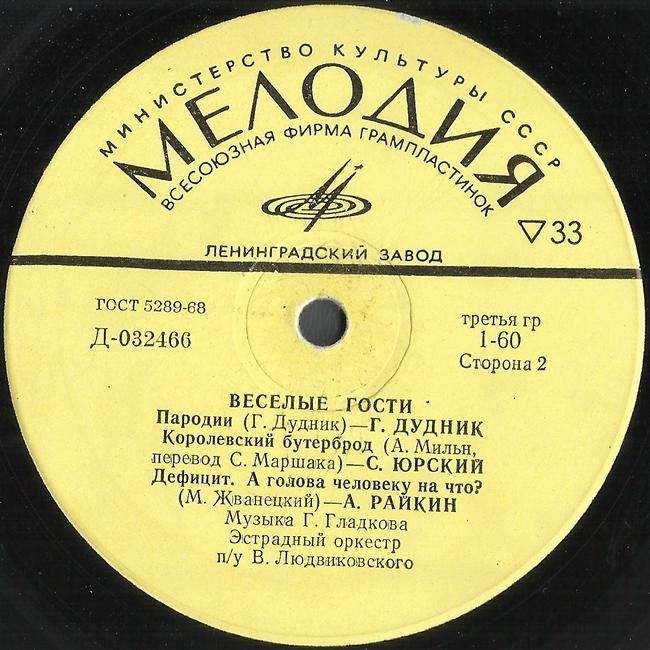 МИНИСТЕРСТВО КУЛЬТУРЫ СССР
МЕЛОДИЯ
ВСЕСОЮЗНАЯ ФИРМА ГРАМПЛАСТИНОК
33
ЛЕНИНГРАДСКИЙ ЗАВОД
ГОСТ 5289-68
Д-032466
третья гр
1-60
Сторона 2
ВЕСЕЛЫЕ ГОСТИ
Пародии (Г. Дудник)—Г. ДУДНИК
Королевский бутерброд (А. Мильн,
перевод С. Маршака)—С. ЮРСКИЙ
Дефицит. А голова человеку на что?
(М. Жванецкий)—А. РАЙКИН
Музыка Г. Гладкова
Эстрадный оркестр
п/у В. Людвиковского